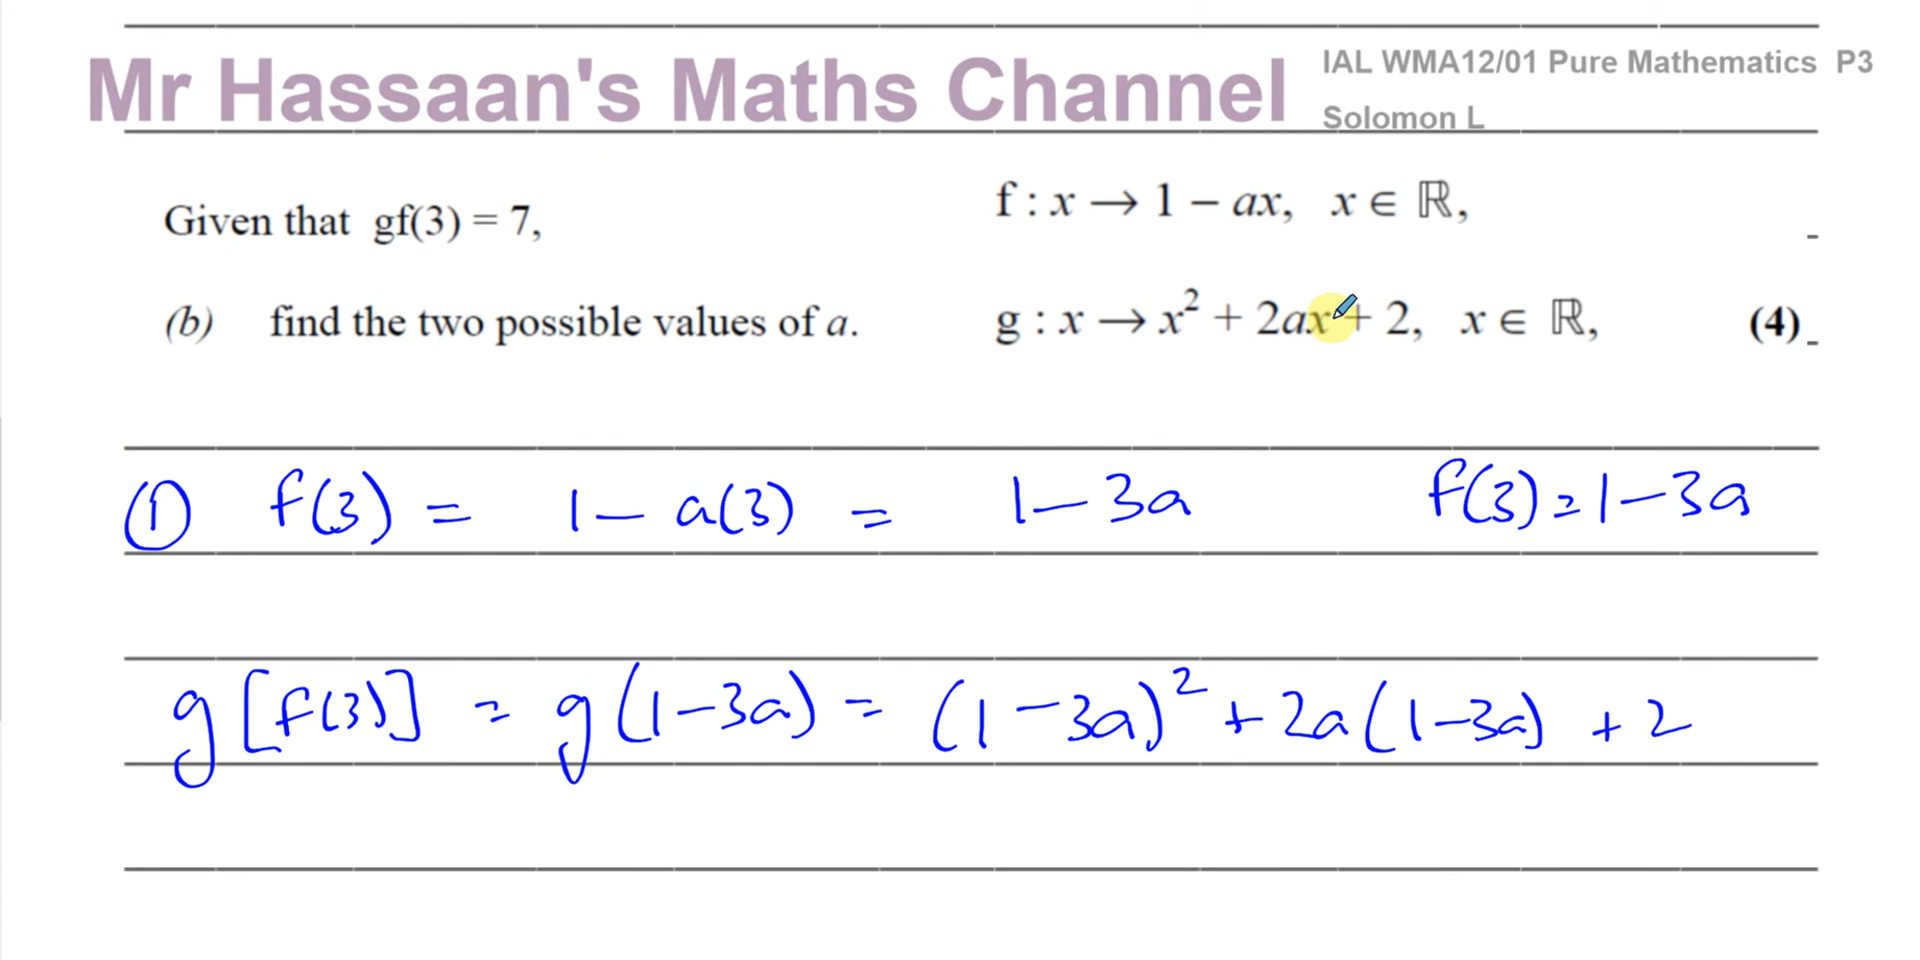 Mr Hassaan's Maths Channel
IAL WMA12/01 Pure Mathematics P3
Solomon L
Given that gf(3) = 7,
f : x → 1 − ax, x ∈ ℝ,
(b) find the two possible values of a.
g : x → x² + 2ax + 2, x ∈ ℝ,
(4)
① f(3) = 1 − a(3) = 1 − 3a f(3) = 1 − 3a
g[f(3)] = g(1−3a) = (1−3a)² + 2a(1−3a) + 2